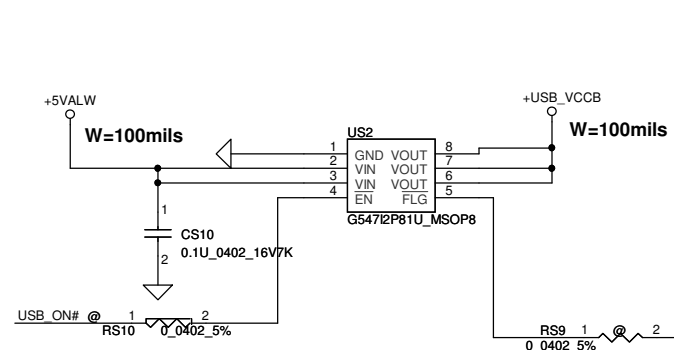 +5VALW
+USB_VCCB
W=100mils
W=100mils
US2
1 GND VOUT 8
2 VIN VOUT 7
3 VIN VOUT 6
4 EN FLG 5
G547I2P81U_MSOP8
1
CS10
0.1U_0402_16V7K
2
USB_ON# @ 1 2
RS10 0_0402_5%
RS9 1 @ 2
0_0402_5%